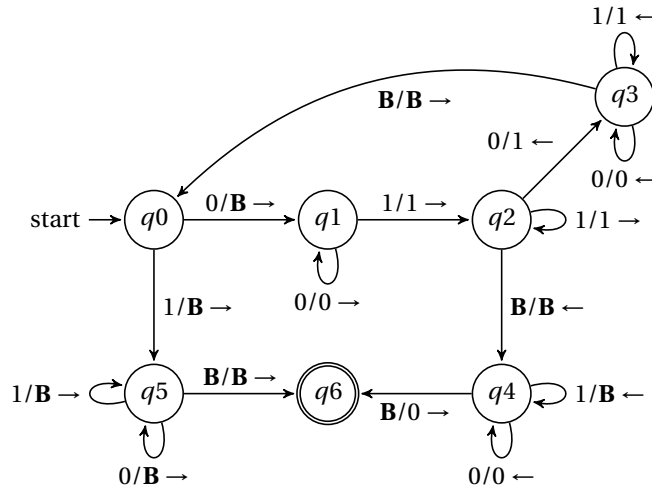 1/1 ←
q3
B/B →
0/1 ←
0/0 ←
start
q0
0/B →
q1
1/1 →
q2
1/1 →
0/0 →
1/B →
B/B ←
1/B →
q5
B/B →
q6
B/0 →
q4
1/B ←
0/B →
0/0 ←